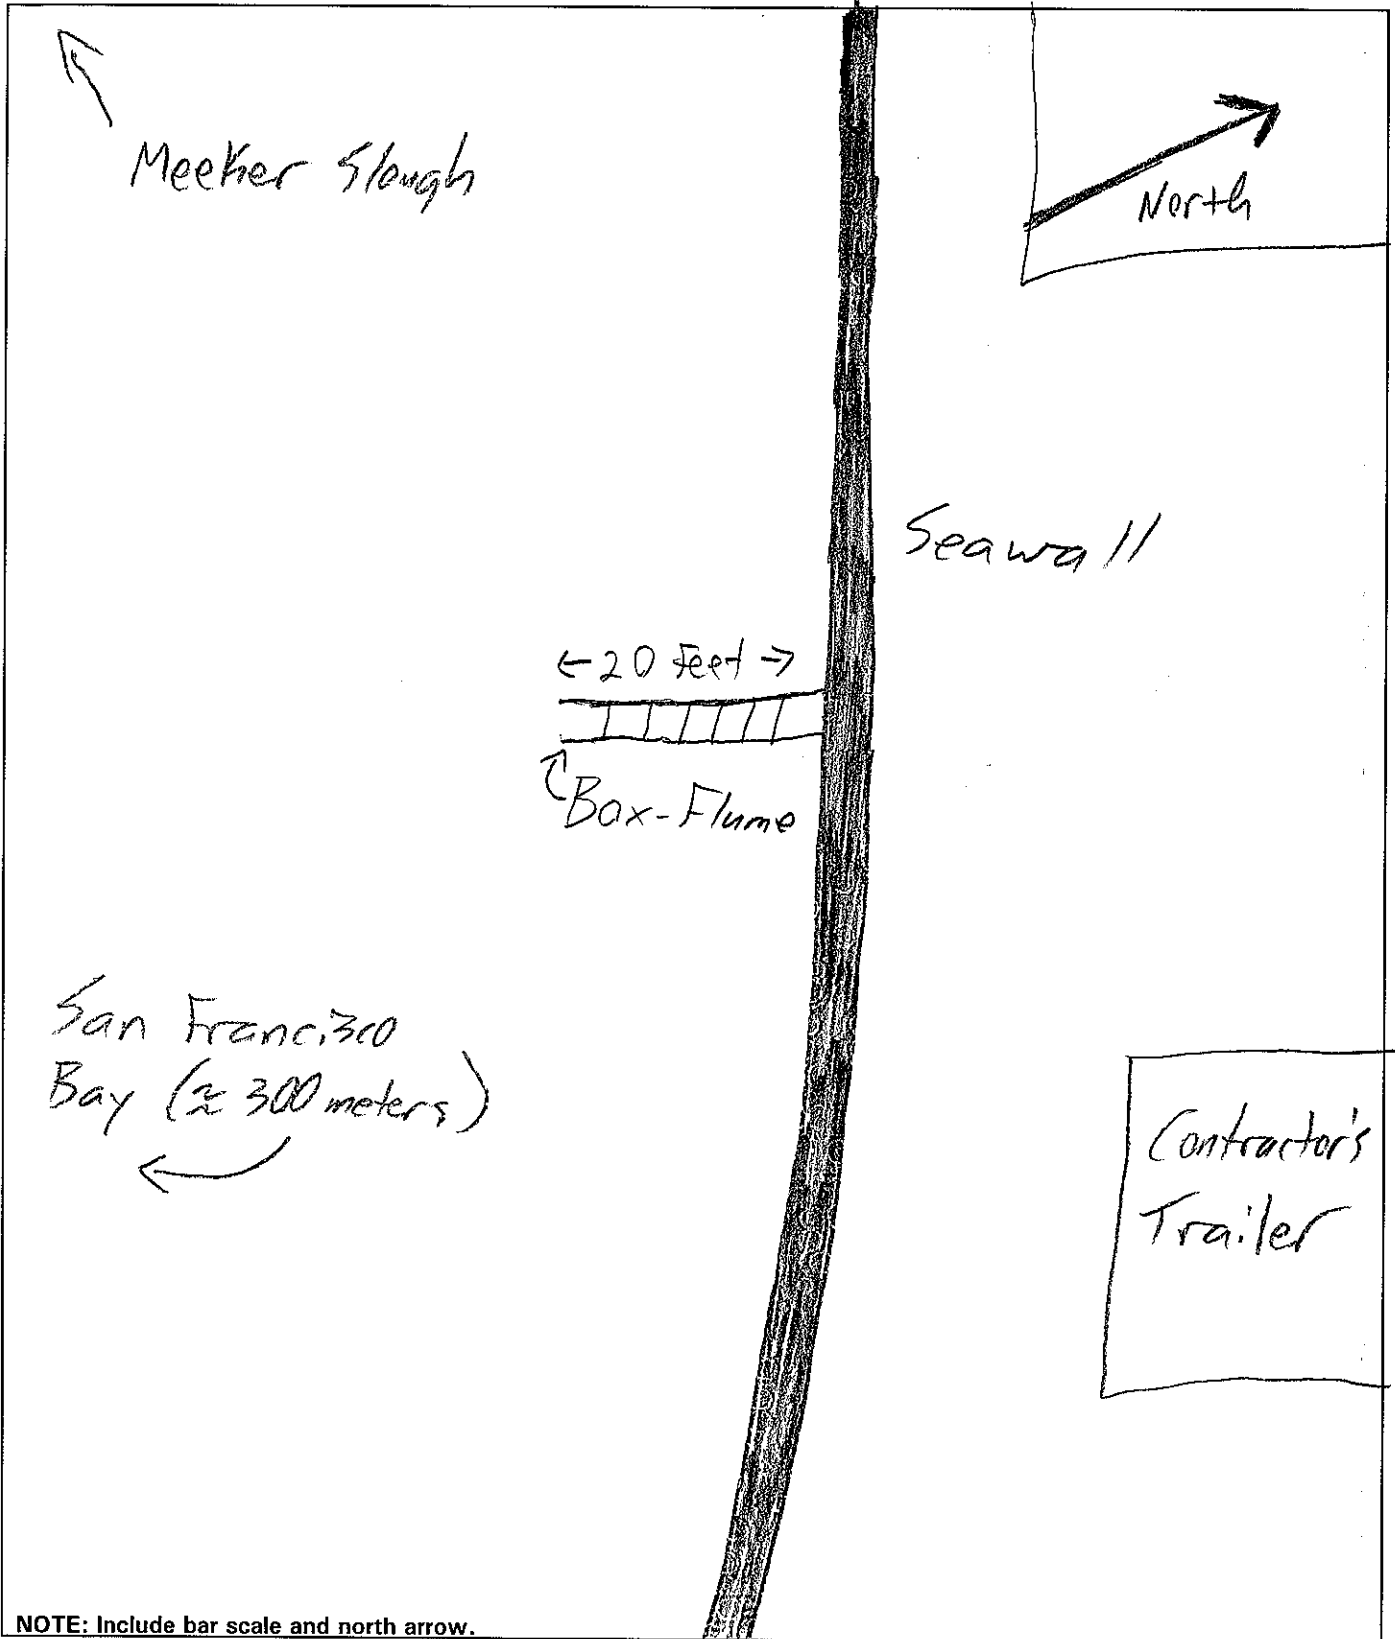 Meeker Slough
North
Seawall
←20 Feet→
Box-Flume
San Francisco
Bay (≈ 300 meters)
Contractor's
Trailer
NOTE: Include bar scale and north arrow.